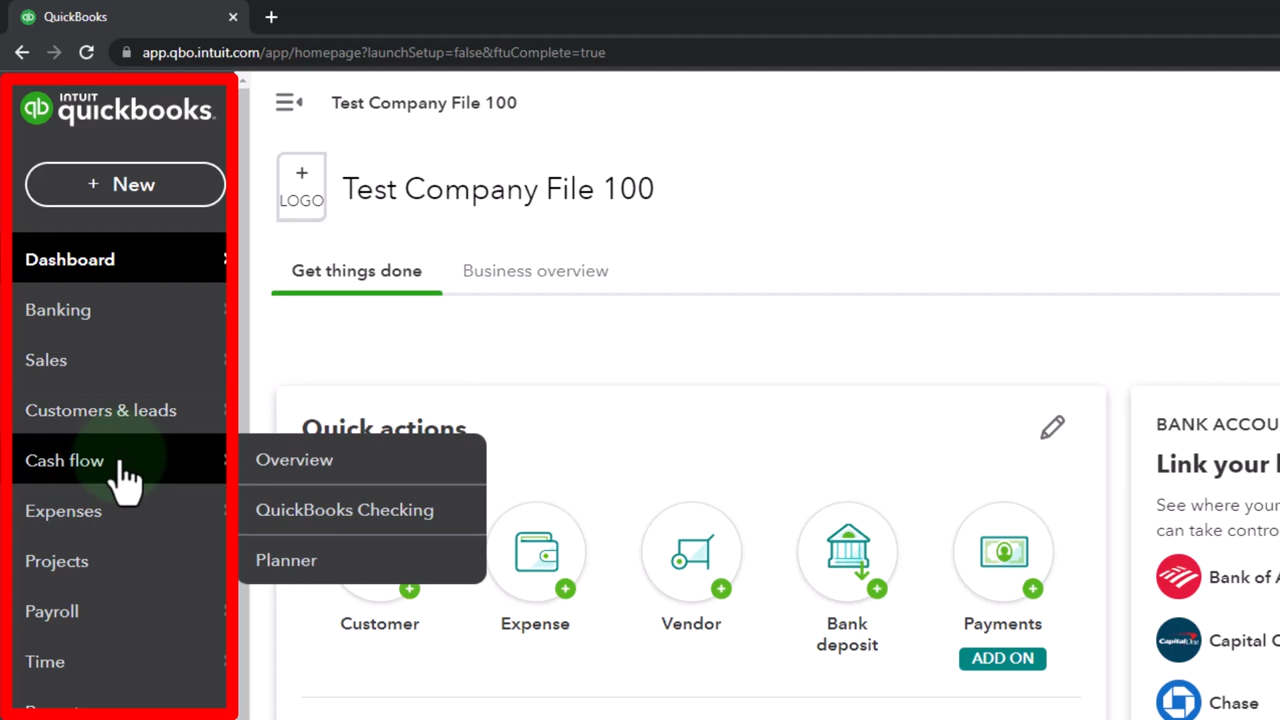 QuickBooks
app.qbo.intuit.com/app/homepage?launchSetup=false&ftuComplete=true
INTUIT
quickbooks.
+ New
Dashboard
Banking
Sales
Customers & leads
Cash flow
Expenses
Projects
Payroll
Time
Overview
QuickBooks Checking
Planner
Test Company File 100
+
LOGO
Test Company File 100
Get things done
Business overview
Quick actions
Customer
Expense
Vendor
Bank
deposit
Payments
ADD ON
BANK ACCOU
Link your
See where your
can take contro
Bank of A
Capital O
Chase